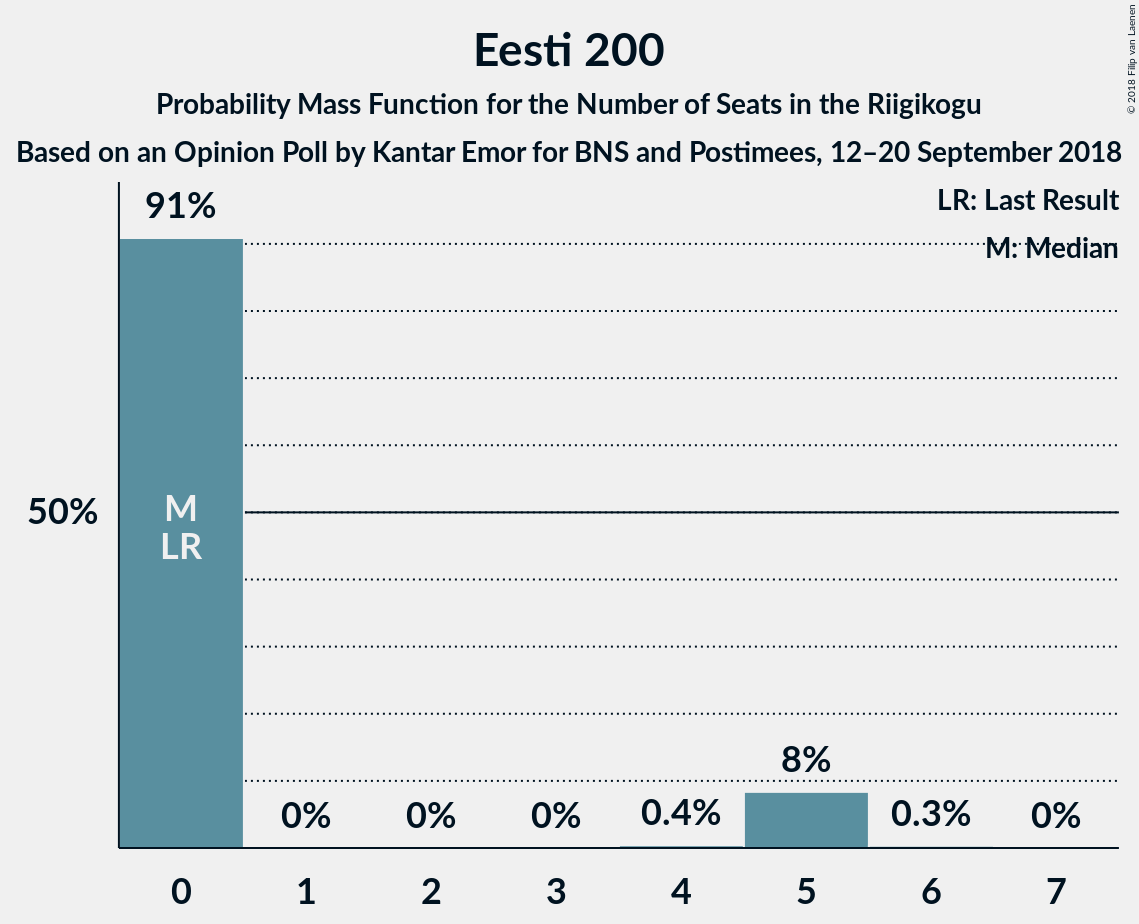 Eesti 200
Probability Mass Function for the Number of Seats in the Riigikogu
Based on an Opinion Poll by Kantar Emor for BNS and Postimees, 12–20 September 2018
© 2018 Filip van Laenen
LR: Last Result
M: Median
91%
50%
M
LR
0% 0% 0% 0.4% 8% 0.3% 0%
0 1 2 3 4 5 6 7